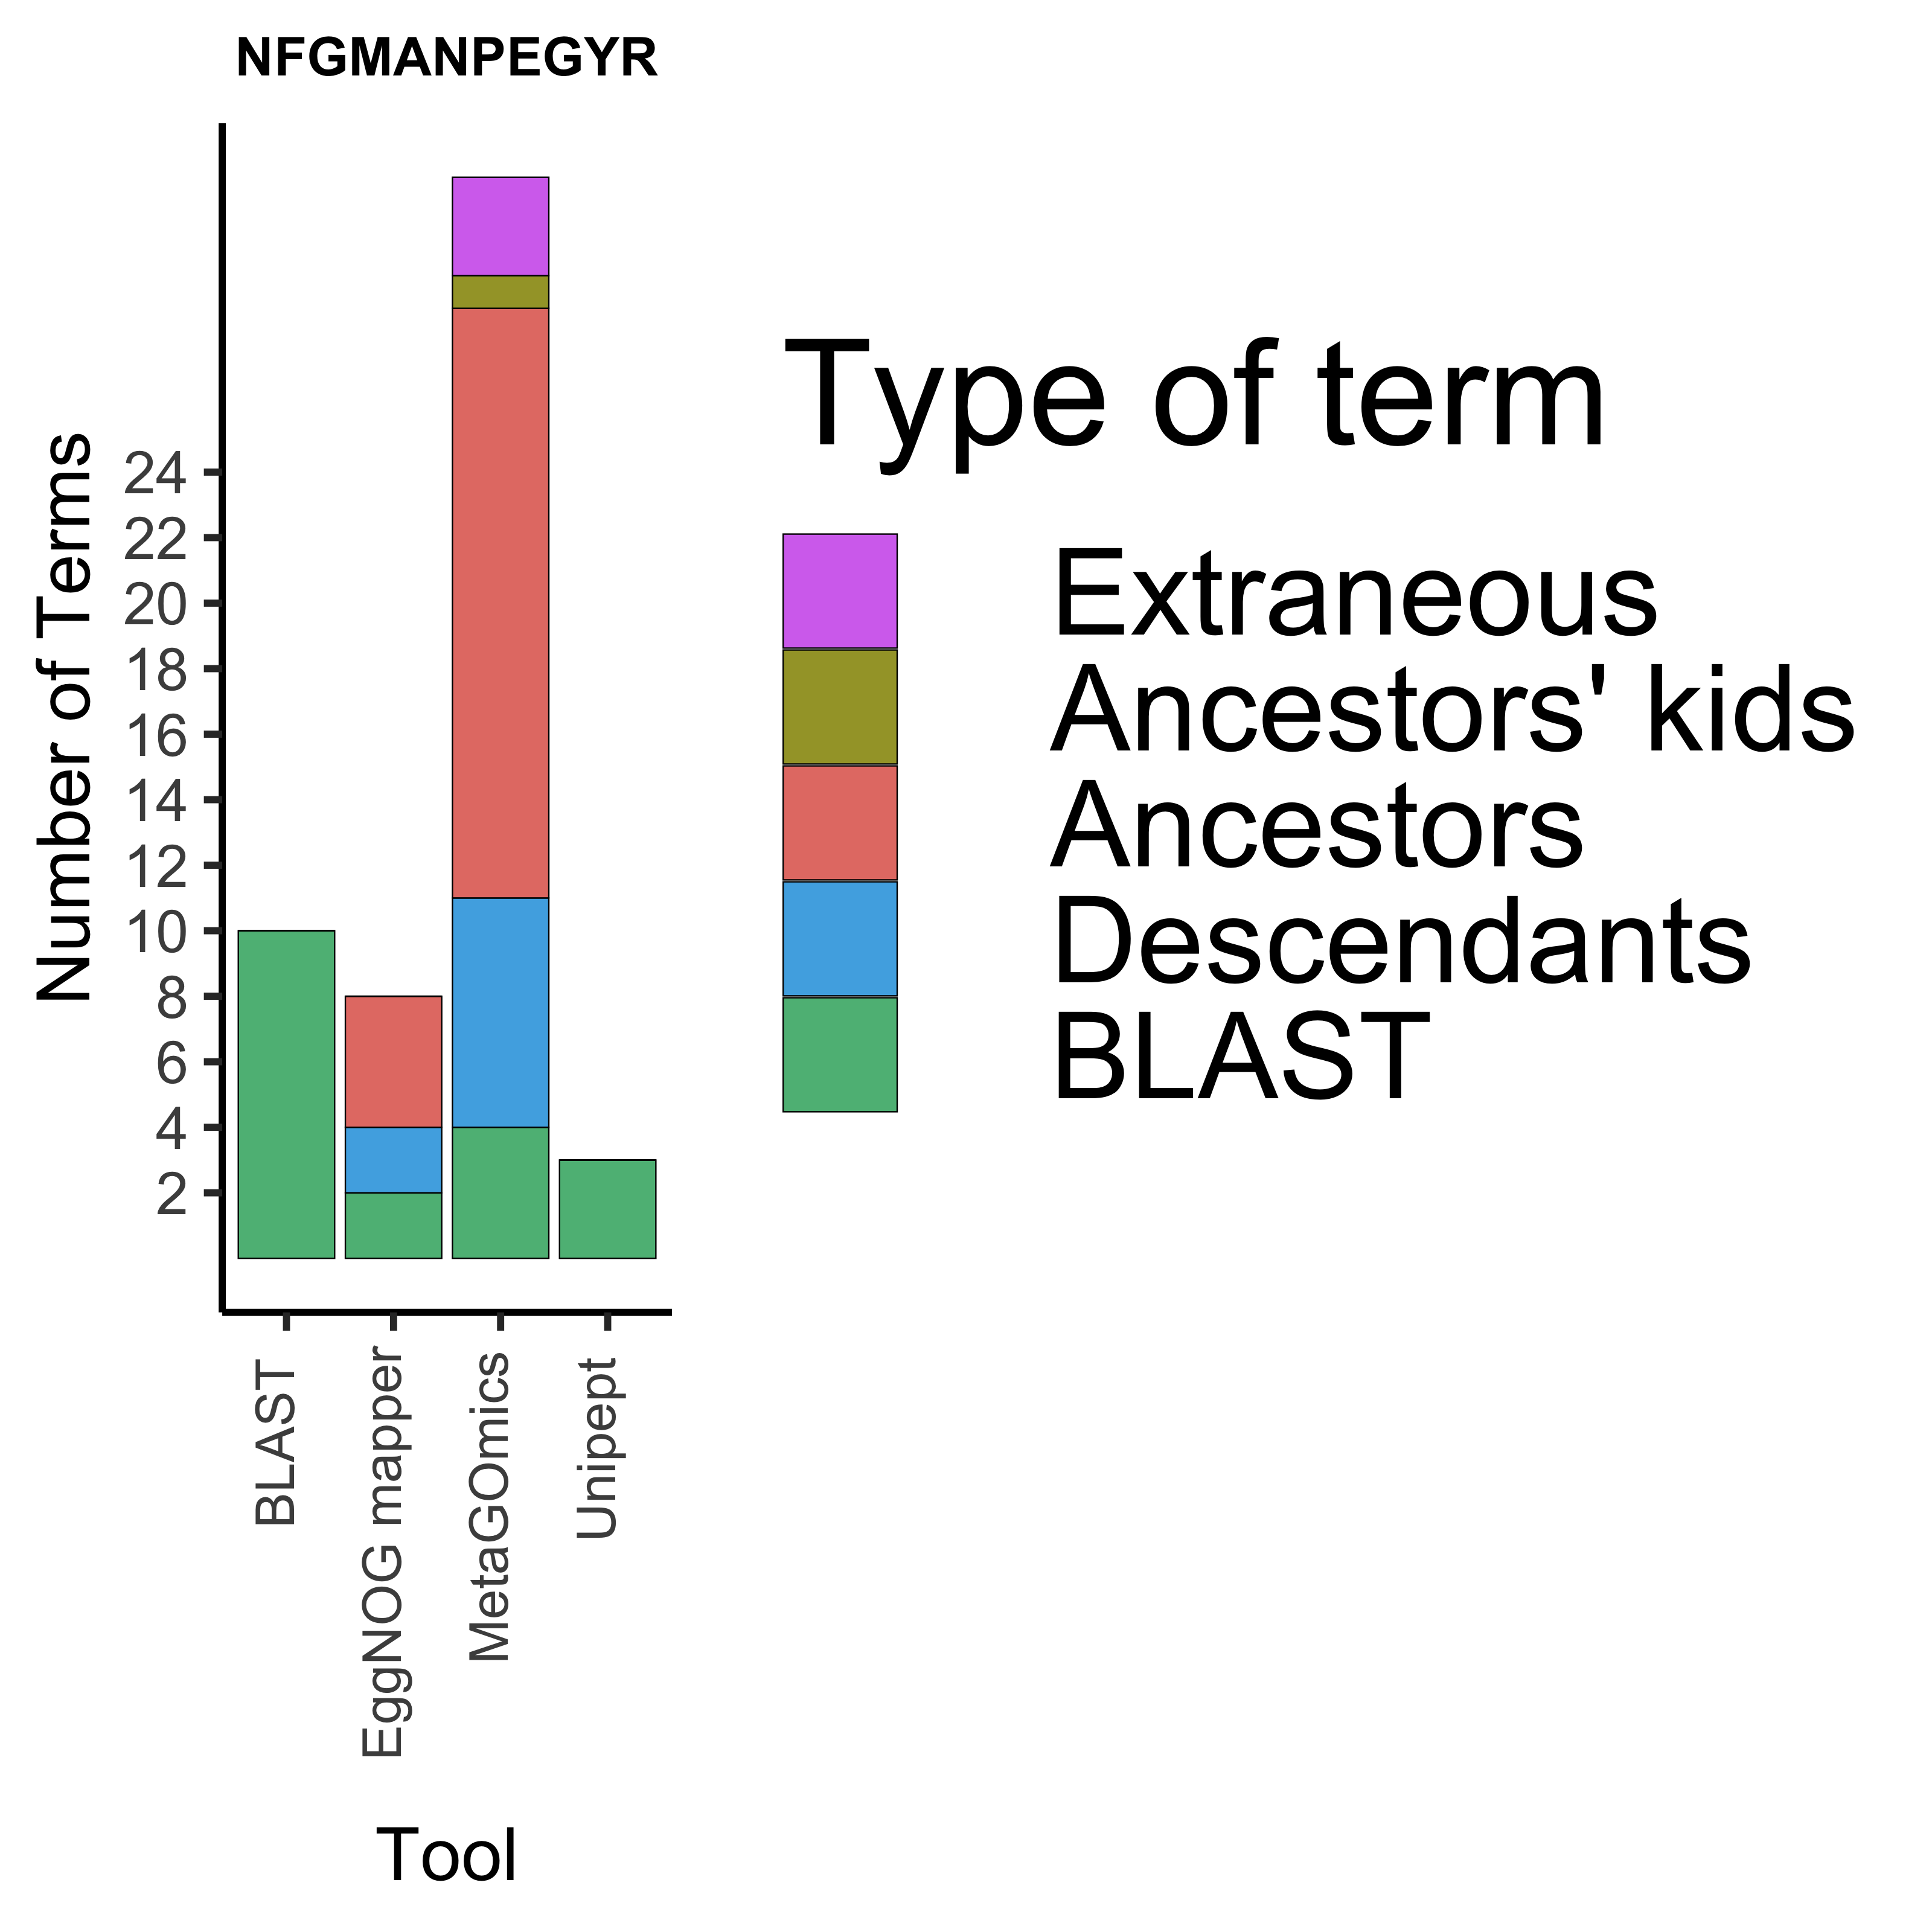 NFGMANPEGYR
Number of Terms
24
22
20
18
16
14
12
10
8
6
4
2
BLAST
EggNOG mapper
MetaGOmics
Unipept
Tool
Type of term
Extraneous
Ancestors' kids
Ancestors
Descendants
BLAST